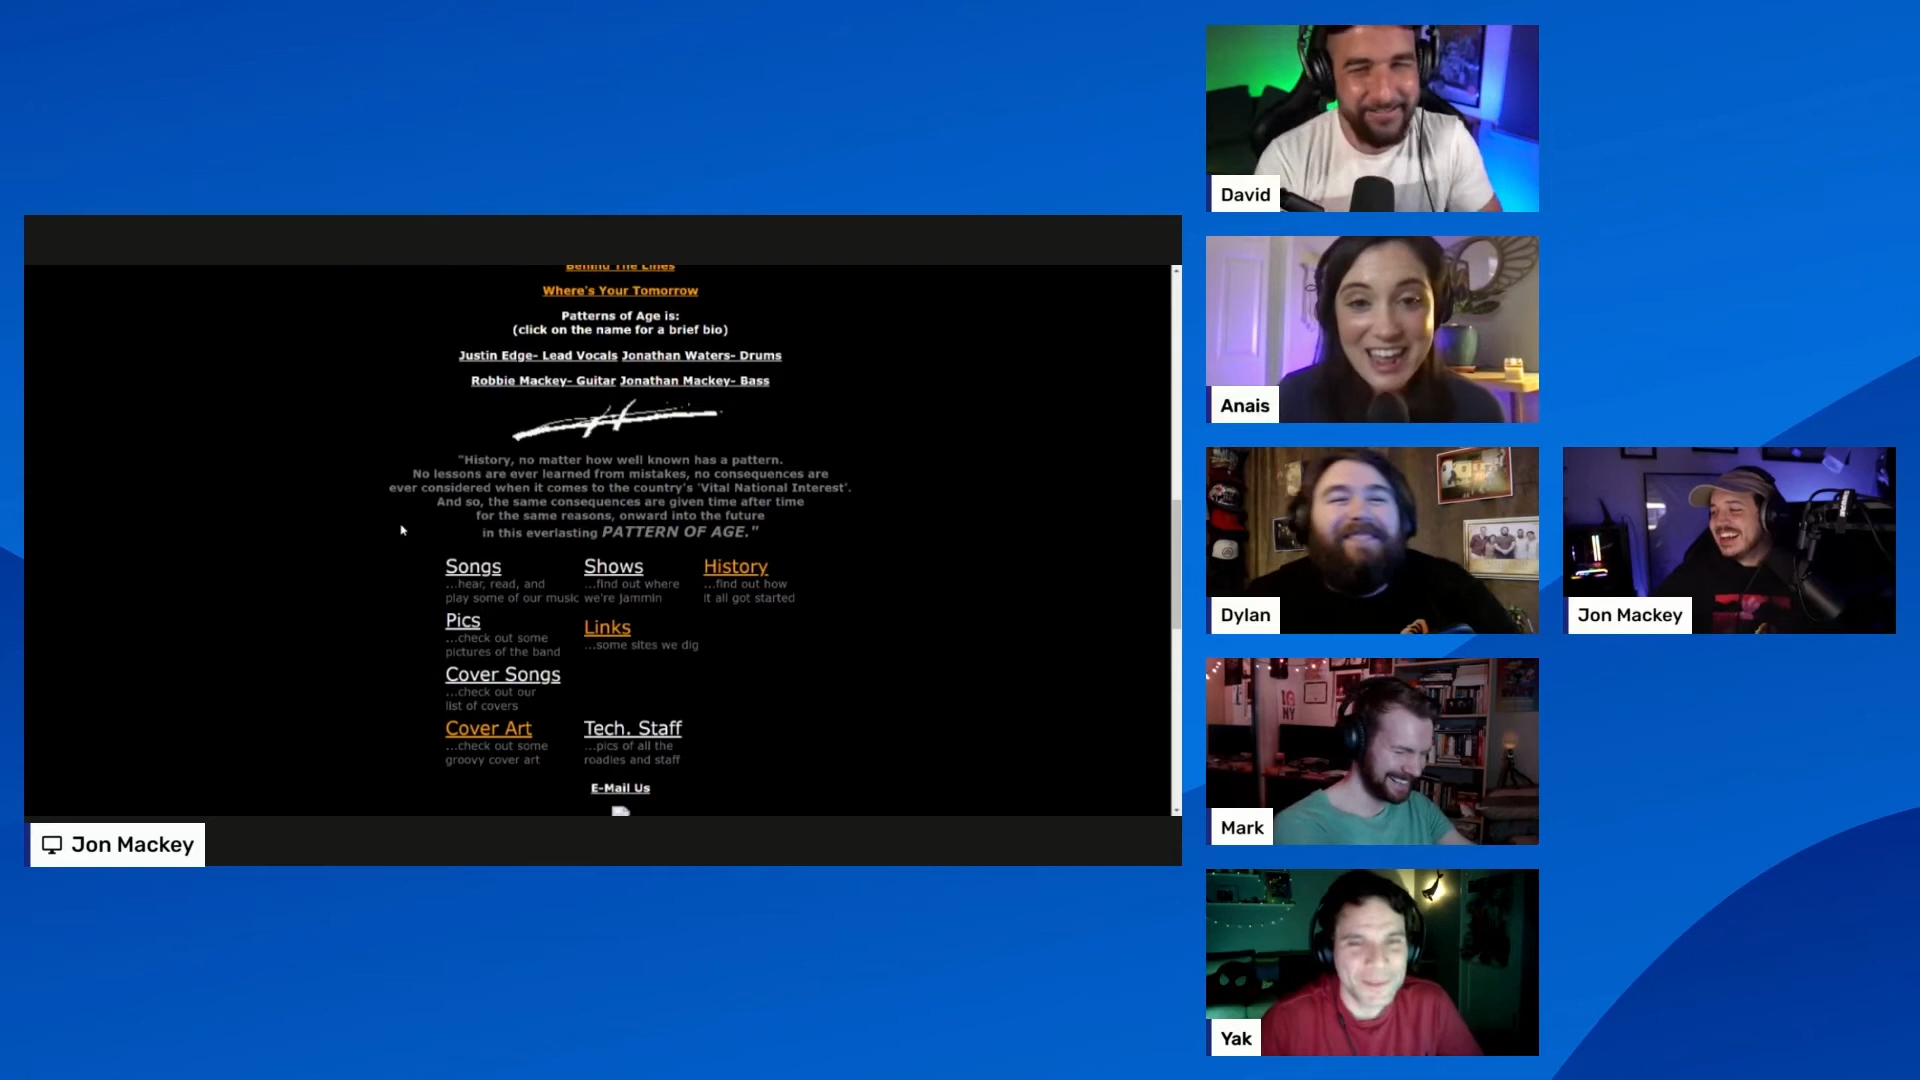 Behind The Lines
Where's Your Tomorrow
Patterns of Age is:
(click on the name for a brief bio)
Justin Edge- Lead Vocals Jonathan Waters- Drums
Robbie Mackey- Guitar Jonathan Mackey- Bass
"History, no matter how well known has a pattern.
No lessons are ever learned from mistakes, no consequences are
ever considered when it comes to the country's 'Vital National Interest'.
And so, the same consequences are given time after time
for the same reasons, onward into the future
in this everlasting PATTERN OF AGE."
Songs
...hear, read, and
play some of our music
Shows
...find out where
we're jammin
History
...find out how
it all got started
Pics
...check out some
pictures of the band
Links
...some sites we dig
Cover Songs
...check out our
list of covers
Cover Art
...check out some
groovy cover art
Tech. Staff
...pics of all the
roadies and staff
E-Mail Us
Jon Mackey
David
Anais
Dylan
Jon Mackey
Mark
Yak